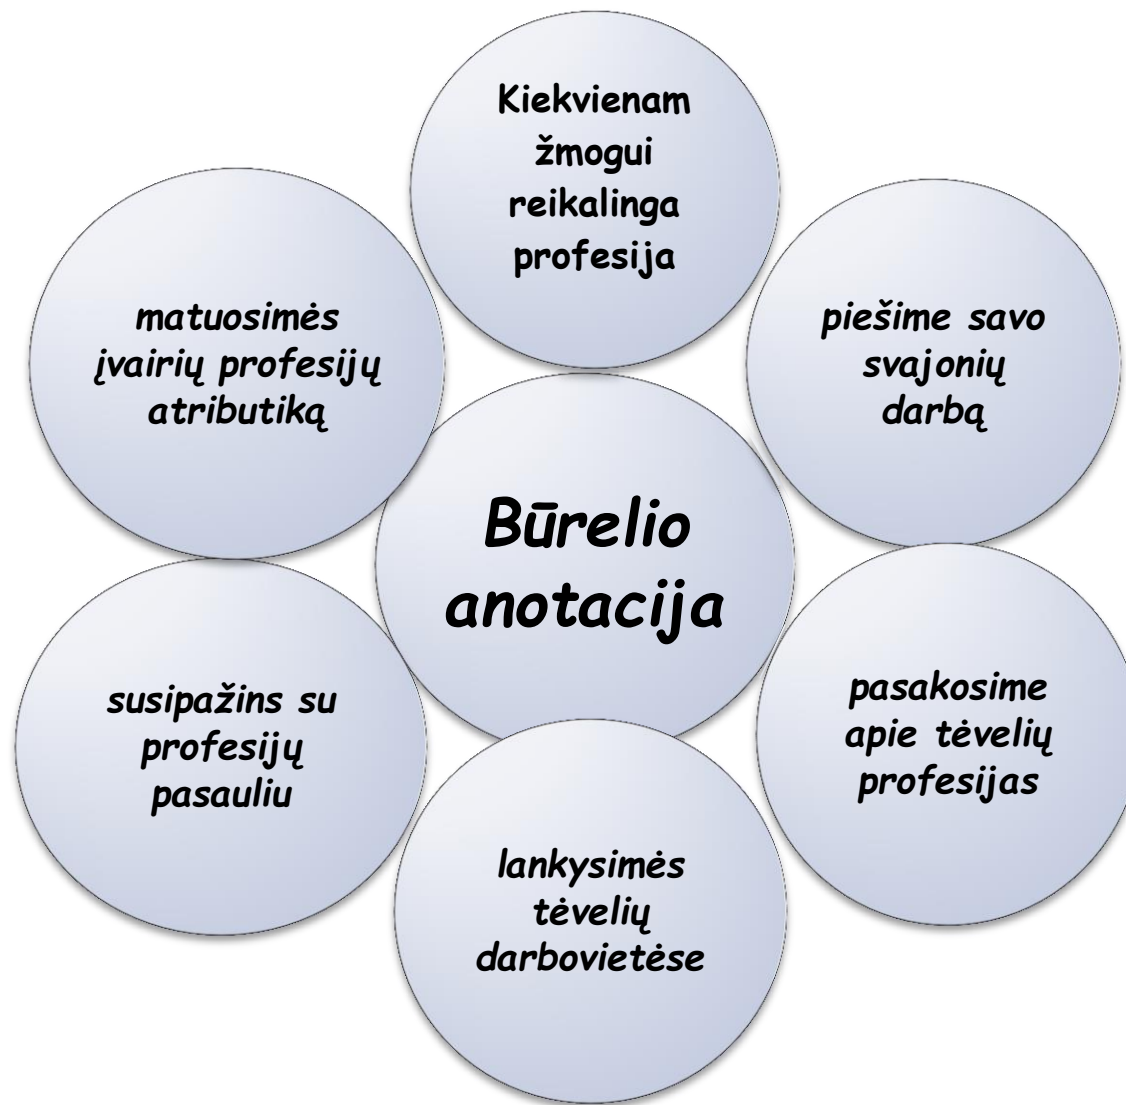 Kiekvienam
žmogui
reikalinga
profesija
matuosimės
įvairių profesijų
atributiką
piešime savo
svajonių
darbą
Būrelio
anotacija
susipažins su
profesijų
pasauliu
pasakosime
apie tėvelių
profesijas
lankysimės
tėvelių
darbovietėse